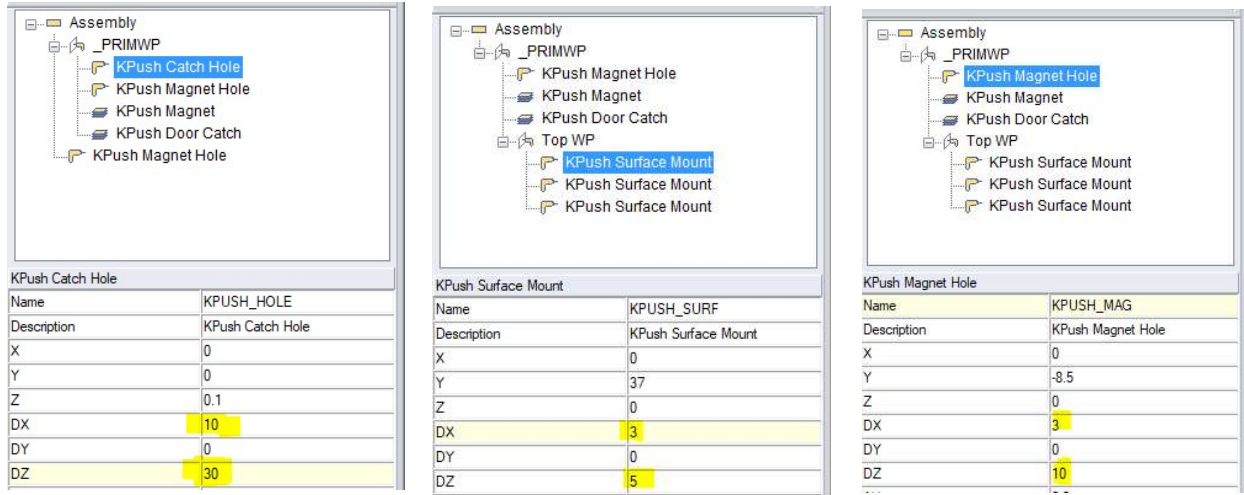 Assembly
_PRIMWP
KPush Catch Hole
KPush Magnet Hole
KPush Magnet
KPush Door Catch
KPush Magnet Hole
KPush Catch Hole
Name KPUSH_HOLE
Description KPush Catch Hole
X 0
Y 0
Z 0.1
DX 10
DY 0
DZ 30
Assembly
_PRIMWP
KPush Magnet Hole
KPush Magnet
KPush Door Catch
Top WP
KPush Surface Mount
KPush Surface Mount
KPush Surface Mount
KPush Surface Mount
Name KPUSH_SURF
Description KPush Surface Mount
X 0
Y 37
Z 0
DX 3
DY 0
DZ 5
Assembly
_PRIMWP
KPush Magnet Hole
KPush Magnet
KPush Door Catch
Top WP
KPush Surface Mount
KPush Surface Mount
KPush Surface Mount
KPush Magnet Hole
Name KPUSH_MAG
Description KPush Magnet Hole
X 0
Y -8.5
Z 0
DX 3
DY 0
DZ 10